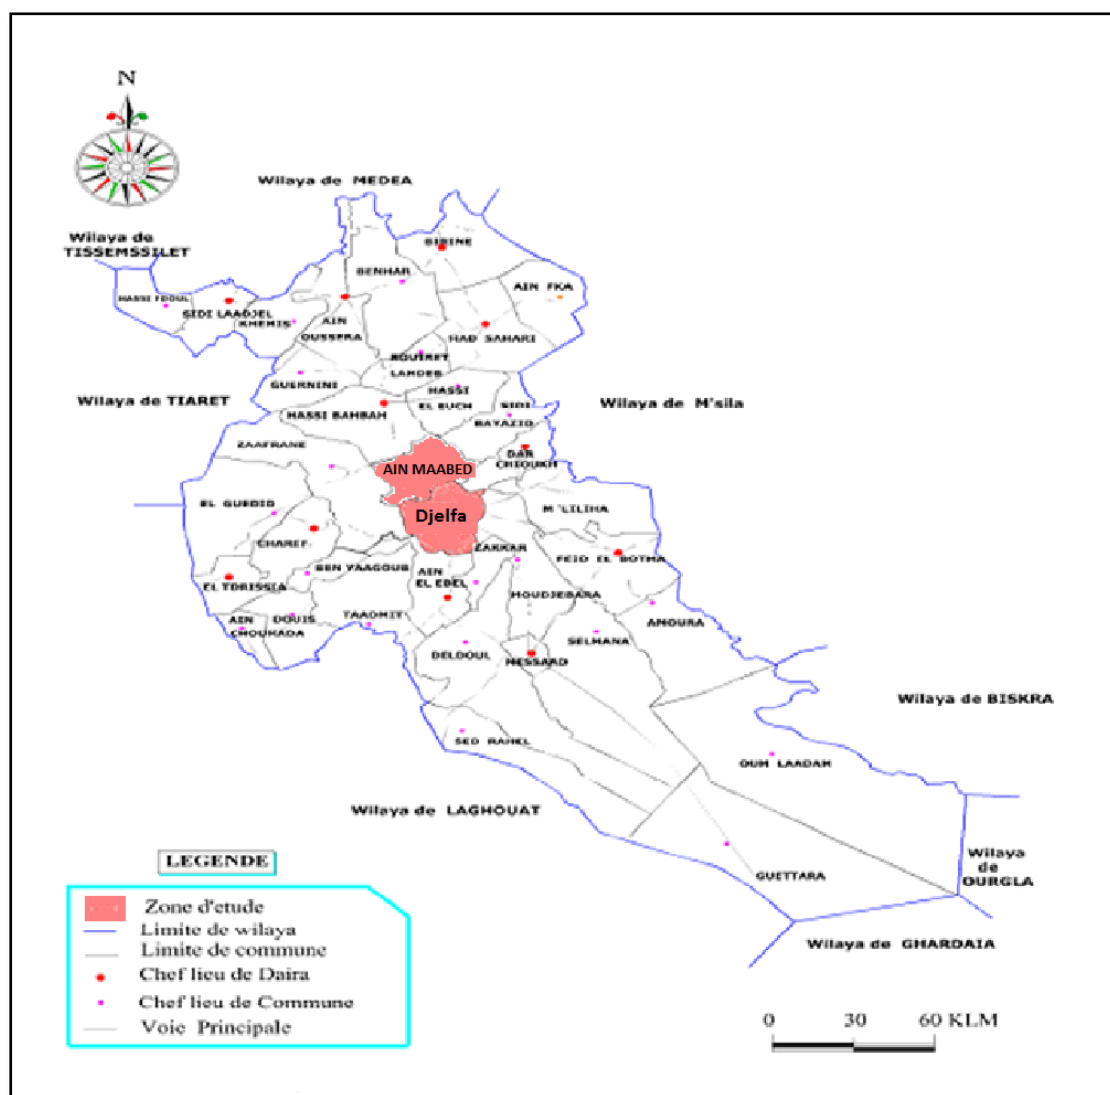 N
Wilaya de MEDEA
Wilaya de
TISSEMSSILET
BIRINE
BENHAR
AIN FKA
HASSI FDOUL
SIDI LAADJEL
KHEMIS
AIN
OUSSERA
HAD SAHARI
BOUIRET
LAHDEB
GUERNINI
HASSI
EL EUCH
Wilaya de TIARET
HASSI BAHBAH
SIDI
BAYAZID
Wilaya de M'sila
ZAAFRANE
DAR
CHIOUKH
AIN MAABED
EL GUEDID
M'LILIHA
Djelfa
CHARIF
ZAKKAR
FEID EL BOTMA
BEN YAAGOUB
AIN
EL EBEL
EL IDRISSIA
MOUDJEBARA
AIN
CHOUHADA
DOUIS
TAADMIT
AMOURA
SELMANA
DELDOUL
MESSAAD
Wilaya de BISKRA
SED RAHEL
OUM LAADAM
Wilaya de LAGHOUAT
LEGENDE
Wilaya
de
OURGLA
GUETTARA
Zone d'etude
Limite de wilaya
Limite de commune
Wilaya de GHARDAIA
Chef lieu de Daira
Chef lieu de Commune
Voie Principale
0 30 60 KLM